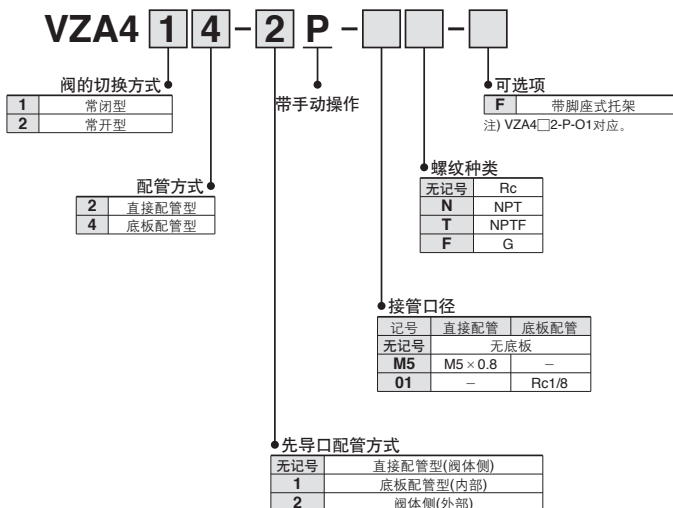 VZA4 1 4 - 2 P - □ □ - □
阀的切换方式
1 常闭型
2 常开型
带手动操作
可选项
F 带脚座式托架
注) VZA4□2-P-O1对应。
配管方式
2 直接配管型
4 底板配管型
螺纹种类
无记号 Rc
N NPT
T NPTF
F G
接管口径
记号 直接配管 底板配管
无记号 无底板
M5 M5×0.8 −
01 − Rc1/8
先导口配管方式
无记号 直接配管型(阀体侧)
1 底板配管型(内部)
2 阀体侧(外部)